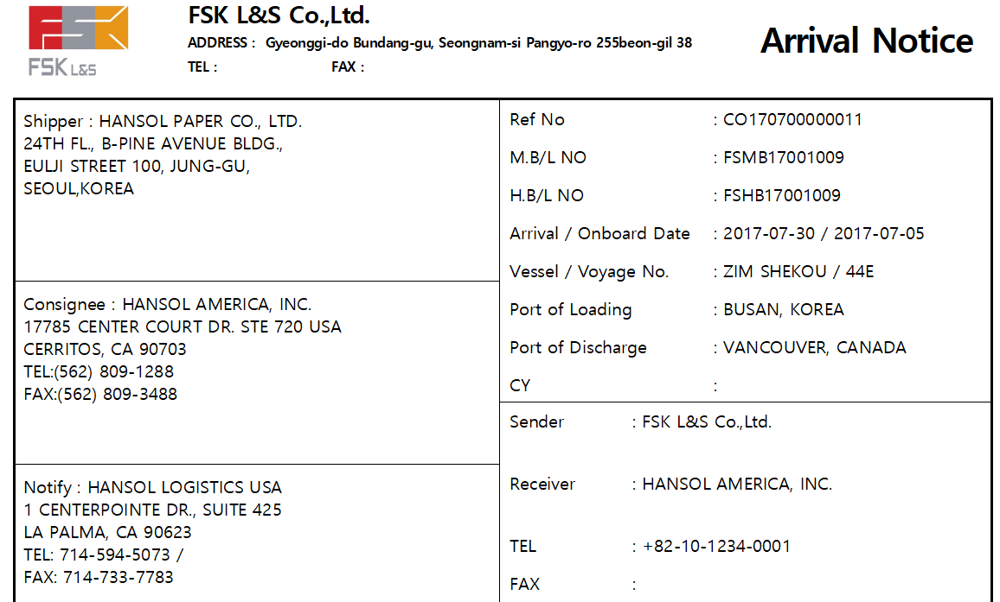 FSK L&S
FSK L&S Co.,Ltd.
ADDRESS : Gyeonggi-do Bundang-gu, Seongnam-si Pangyo-ro 255beon-gil 38
TEL : FAX :
Arrival Notice
Shipper : HANSOL PAPER CO., LTD.
24TH FL., B-PINE AVENUE BLDG.,
EULJI STREET 100, JUNG-GU,
SEOUL,KOREA
Consignee : HANSOL AMERICA, INC.
17785 CENTER COURT DR. STE 720 USA
CERRITOS, CA 90703
TEL:(562) 809-1288
FAX:(562) 809-3488
Notify : HANSOL LOGISTICS USA
1 CENTERPOINTE DR., SUITE 425
LA PALMA, CA 90623
TEL: 714-594-5073 /
FAX: 714-733-7783
Ref No : CO170700000011
M.B/L NO : FSMB17001009
H.B/L NO : FSHB17001009
Arrival / Onboard Date : 2017-07-30 / 2017-07-05
Vessel / Voyage No. : ZIM SHEKOU / 44E
Port of Loading : BUSAN, KOREA
Port of Discharge : VANCOUVER, CANADA
CY :
Sender : FSK L&S Co.,Ltd.
Receiver : HANSOL AMERICA, INC.
TEL : +82-10-1234-0001
FAX :